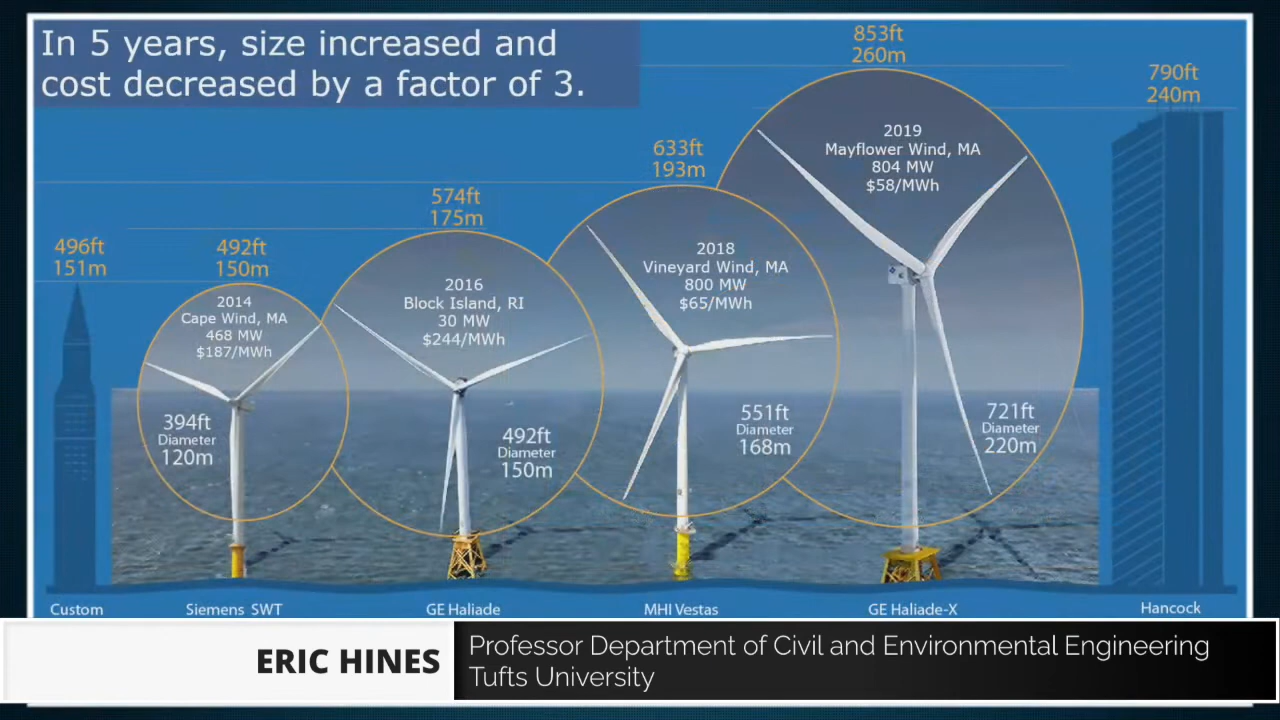 In 5 years, size increased and
cost decreased by a factor of 3.
496ft
151m
492ft
150m
2014
Cape Wind, MA
468 MW
$187/MWh
394ft
Diameter
120m
574ft
175m
2016
Block Island, RI
30 MW
$244/MWh
492ft
Diameter
150m
633ft
193m
2018
Vineyard Wind, MA
800 MW
$65/MWh
551ft
Diameter
168m
853ft
260m
2019
Mayflower Wind, MA
804 MW
$58/MWh
721ft
Diameter
220m
790ft
240m
Custom
Siemens SWT
GE Haliade
MHI Vestas
GE Haliade-X
Hancock
ERIC HINES
Professor Department of Civil and Environmental Engineering
Tufts University